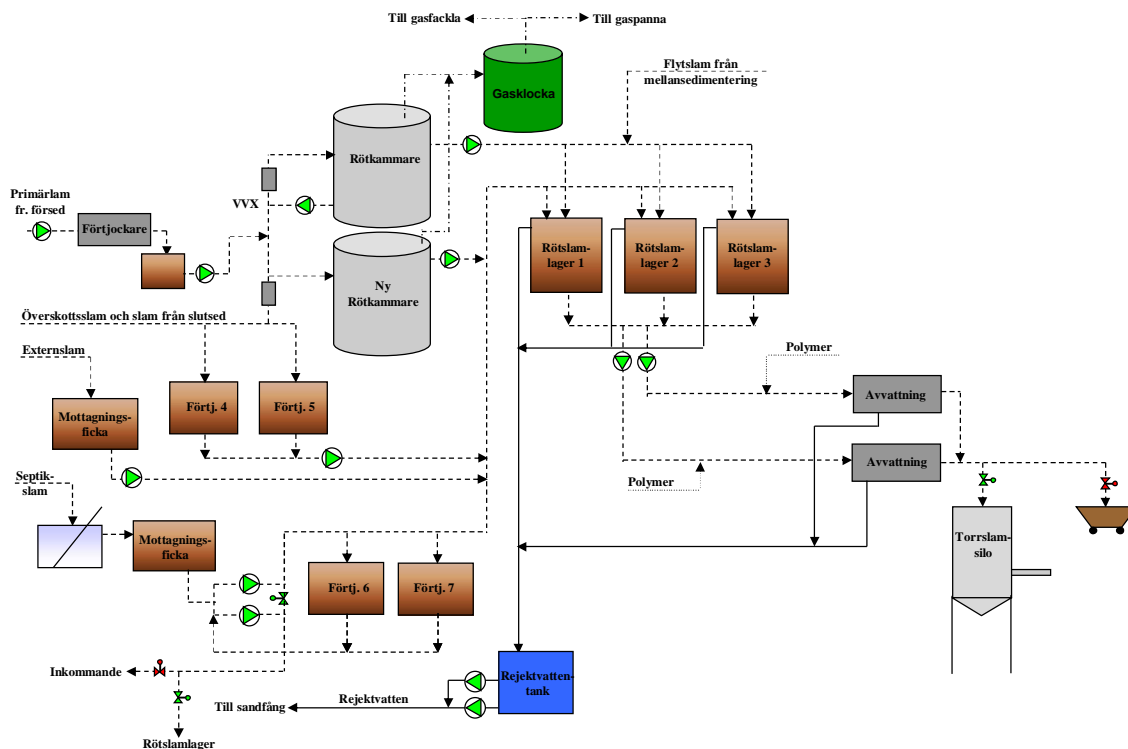 Till gasfackla
Till gaspanna
Gasklocka
Flytslam från
mellansedimentering
Rötkammare
Primärlam
fr. försed
VVX
Förtjockare
Rötslam-
lager 1
Rötslam-
lager 2
Rötslam-
lager 3
Ny
Rötkammare
Överskottsslam och slam från slutsed
Externslam
Polymer
Mottagnings-
ficka
Förtj. 4
Förtj. 5
Avvattning
Avvattning
Septik-
slam
Polymer
Mottagnings-
ficka
Torrslam-
silo
Förtj. 6
Förtj. 7
Inkommande
Rejektvatten-
tank
Rejektvatten
Till sandfång
Rötslamlager